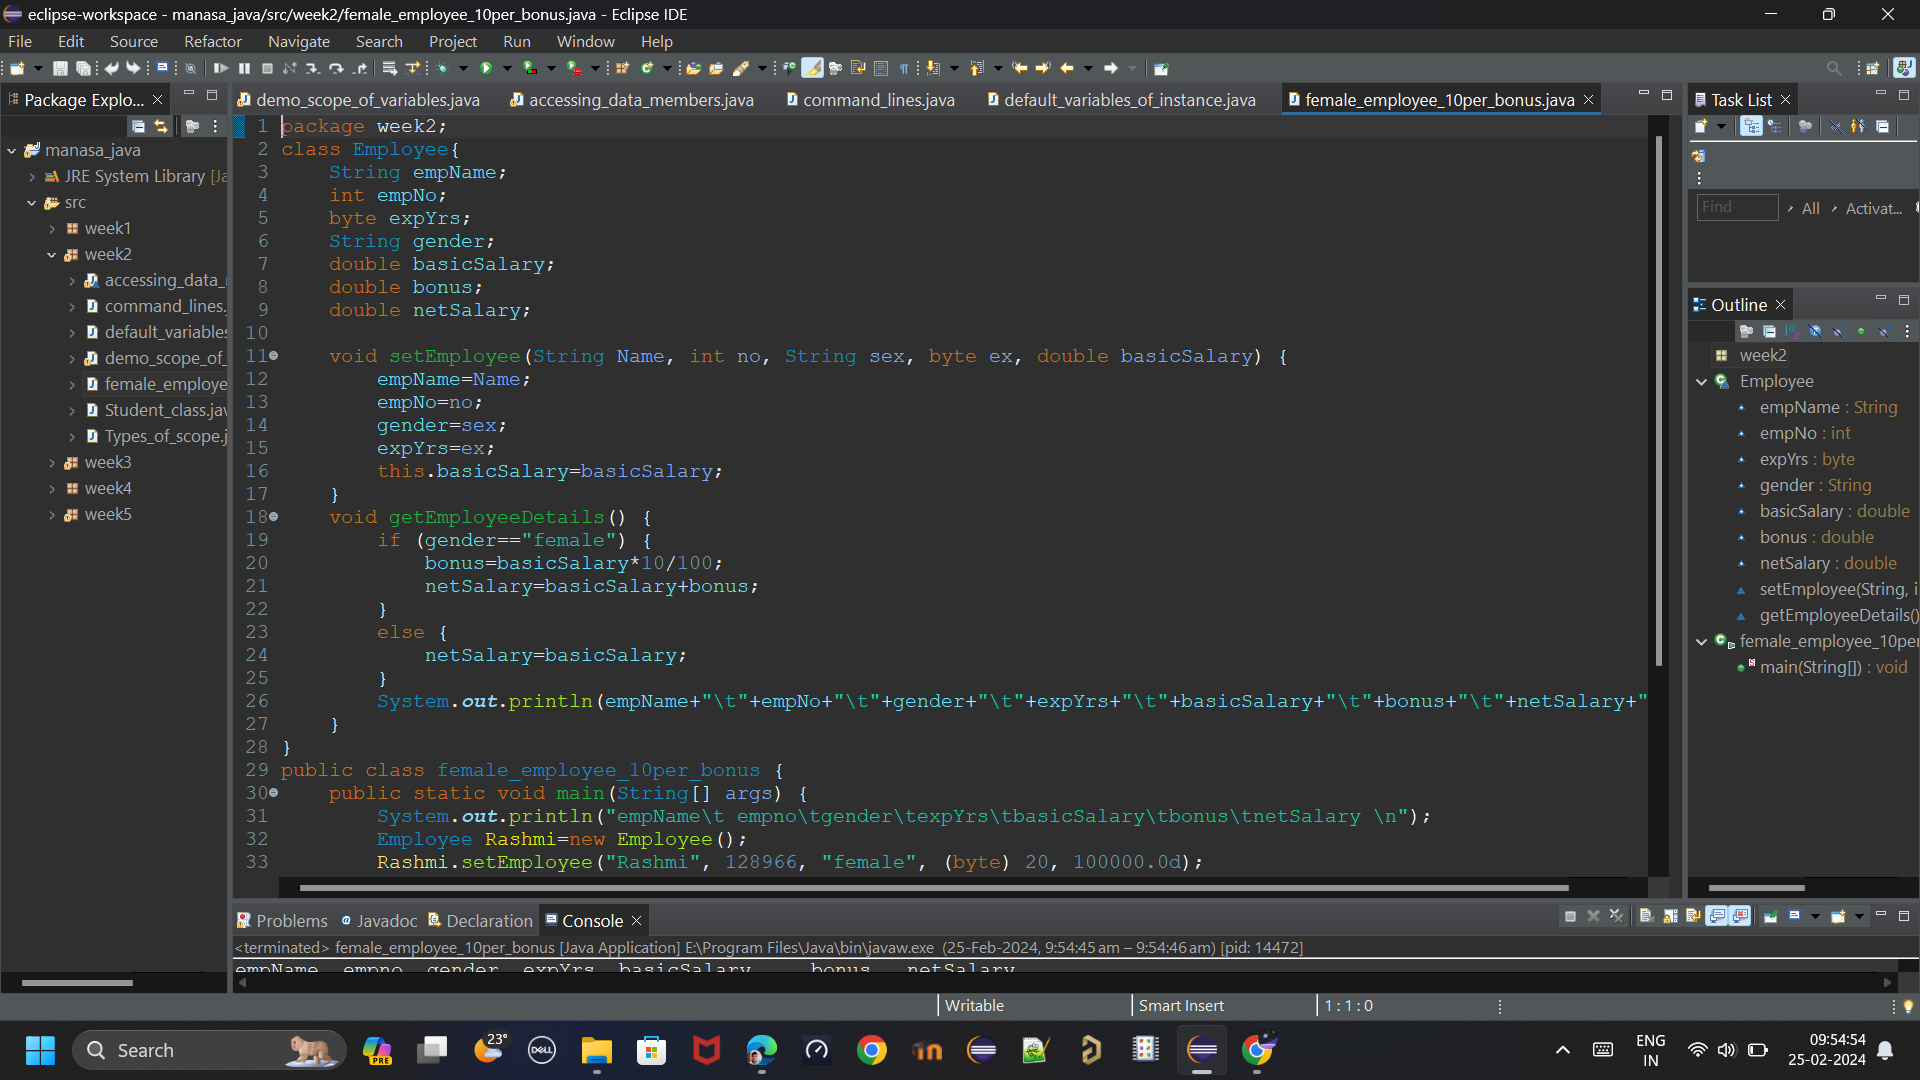 eclipse-workspace - manasa_java/src/week2/female_employee_10per_bonus.java - Eclipse IDE
File Edit Source Refactor Navigate Search Project Run Window Help
Package Explo...
manasa_java
JRE System Library [Ja
src
week1
week2
accessing_data_
command_lines.
default_variables
demo_scope_of_
female_employe
Student_class.jav
Types_of_scope.j
week3
week4
week5
demo_scope_of_variables.java accessing_data_members.java command_lines.java default_variables_of_instance.java female_employee_10per_bonus.java
1 package week2;
2 class Employee{
3 String empName;
4 int empNo;
5 byte expYrs;
6 String gender;
7 double basicSalary;
8 double bonus;
9 double netSalary;
10
11 void setEmployee(String Name, int no, String sex, byte ex, double basicSalary) {
12 empName=Name;
13 empNo=no;
14 gender=sex;
15 expYrs=ex;
16 this.basicSalary=basicSalary;
17 }
18 void getEmployeeDetails() {
19 if (gender=="female") {
20 bonus=basicSalary*10/100;
21 netSalary=basicSalary+bonus;
22 }
23 else {
24 netSalary=basicSalary;
25 }
26 System.out.println(empName+"\t"+empNo+"\t"+gender+"\t"+expYrs+"\t"+basicSalary+"\t"+bonus+"\t"+netSalary+"
27 }
28 }
29 public class female_employee_10per_bonus {
30 public static void main(String[] args) {
31 System.out.println("empName\t empno\tgender\texpYrs\tbasicSalary\tbonus\tnetSalary \n");
32 Employee Rashmi=new Employee();
33 Rashmi.setEmployee("Rashmi", 128966, "female", (byte) 20, 100000.0d);
Task List
Find All Activat...
Outline
week2
Employee
empName : String
empNo : int
expYrs : byte
gender : String
basicSalary : double
bonus : double
netSalary : double
setEmployee(String, i
getEmployeeDetails()
female_employee_10per
main(String[]) : void
Problems Javadoc Declaration Console
<terminated> female_employee_10per_bonus [Java Application] E:\Program Files\Java\bin\javaw.exe (25-Feb-2024, 9:54:45 am – 9:54:46 am) [pid: 14472]
empName empno gender expYrs basicSalary bonus netSalary
Writable Smart Insert 1 : 1 : 0
Search
PRE
23°
DELL
ENG
IN
09:54:54
25-02-2024